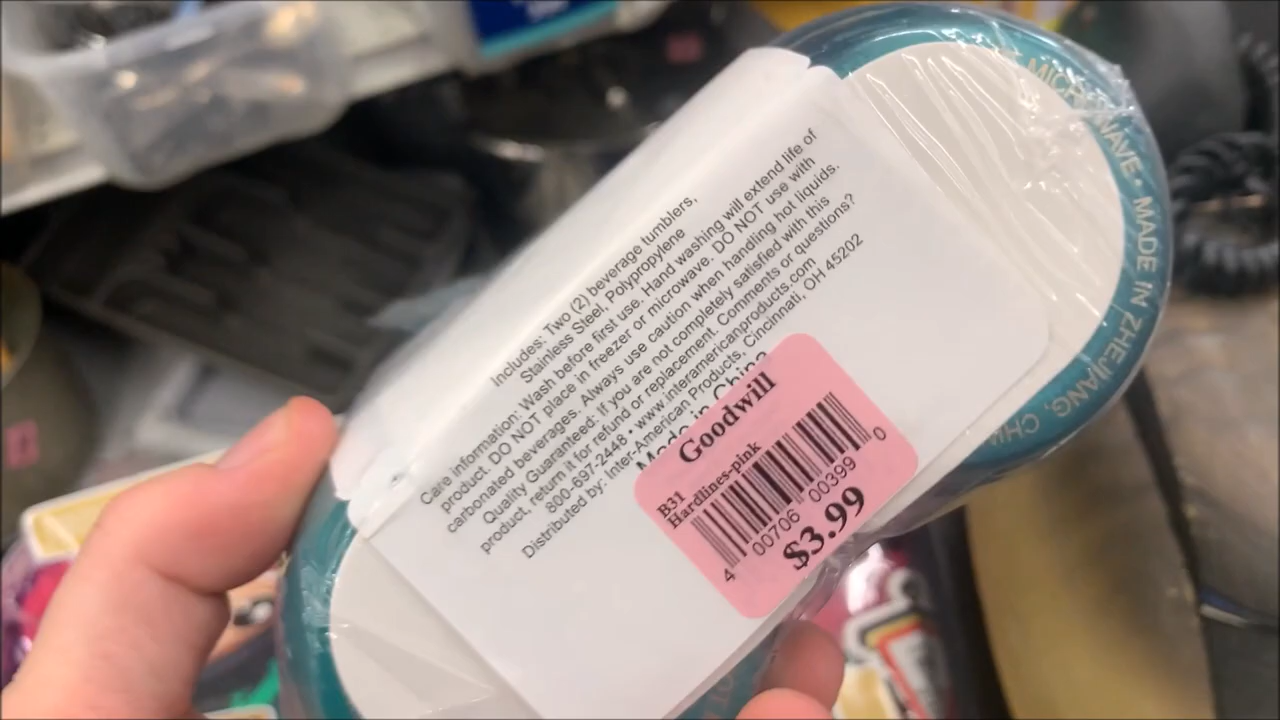 Includes: Two (2) beverage tumblers,
Stainless Steel, Polypropylene
Care information: Wash before first use. Hand washing will extend life of
product. DO NOT place in freezer or microwave. DO NOT use with
carbonated beverages. Always use caution when handling hot liquids.
Quality Guaranteed: If you are not completely satisfied with this
product, return it for refund or replacement. Comments or questions?
800-697-2448 • www.interamericanproducts.com
Distributed by: Inter-American Products, Cincinnati, OH 45202
Made in China
Goodwill
B31
Hardlines-pink
4 00706 00399 0
$3.99
MICROWAVE • MADE IN ZHEJIANG, CHI